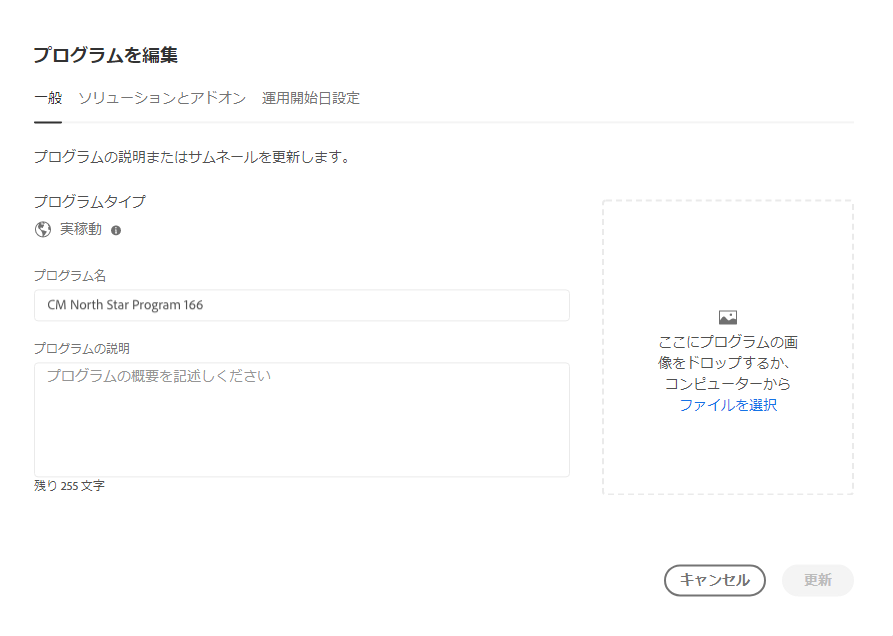 プログラムを編集
一般 ソリューションとアドオン 運用開始日設定
プログラムの説明またはサムネールを更新します。
プログラムタイプ
実稼動
プログラム名
CM North Star Program 166
プログラムの説明
プログラムの概要を記述しください
残り 255 文字
ここにプログラムの画
像をドロップするか、
コンピューターから
ファイルを選択
キャンセル 更新